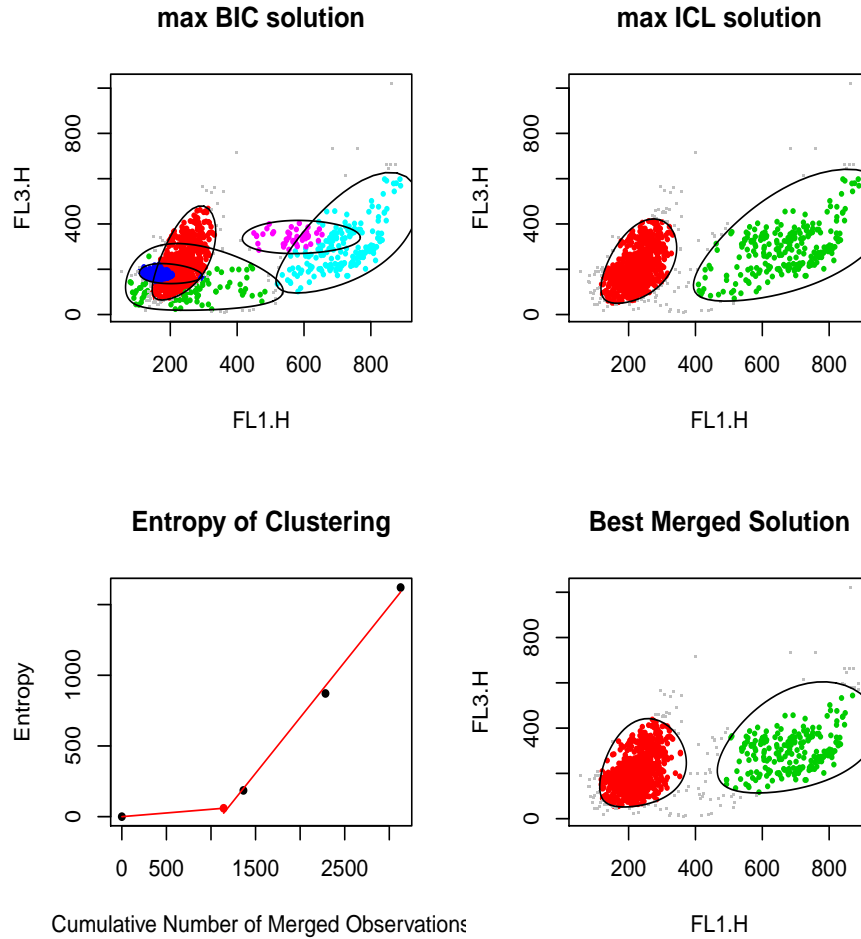 max BIC solution
max ICL solution
FL3.H
0
400
800
200
400
600
800
FL1.H
FL3.H
0
400
800
200
400
600
800
FL1.H
Entropy of Clustering
Best Merged Solution
Entropy
0
500
1000
0
500
1500
2500
Cumulative Number of Merged Observations
FL3.H
0
400
800
200
400
600
800
FL1.H